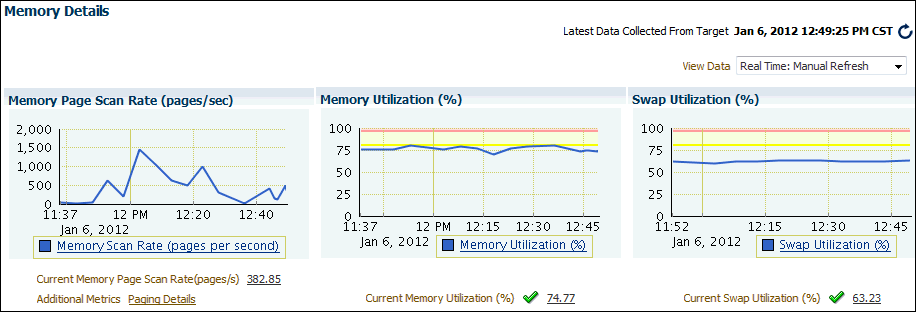 Memory Details
Latest Data Collected From Target Jan 6, 2012 12:49:25 PM CST
View Data Real Time: Manual Refresh
Memory Page Scan Rate (pages/sec)
2,000
1,500
1,000
500
0
11:37 12 PM 12:20 12:40
Jan 6, 2012
Memory Scan Rate (pages per second)
Current Memory Page Scan Rate(pages/s) 382.85
Additional Metrics Paging Details
Memory Utilization (%)
100
75
50
25
0
11:37 12 PM 12:15 12:30 12:45
Jan 6, 2012
Memory Utilization (%)
Current Memory Utilization (%) 74.77
Swap Utilization (%)
100
75
50
25
0
11:52 12:15 12:30 12:45
Jan 6, 2012
Swap Utilization (%)
Current Swap Utilization (%) 63.23